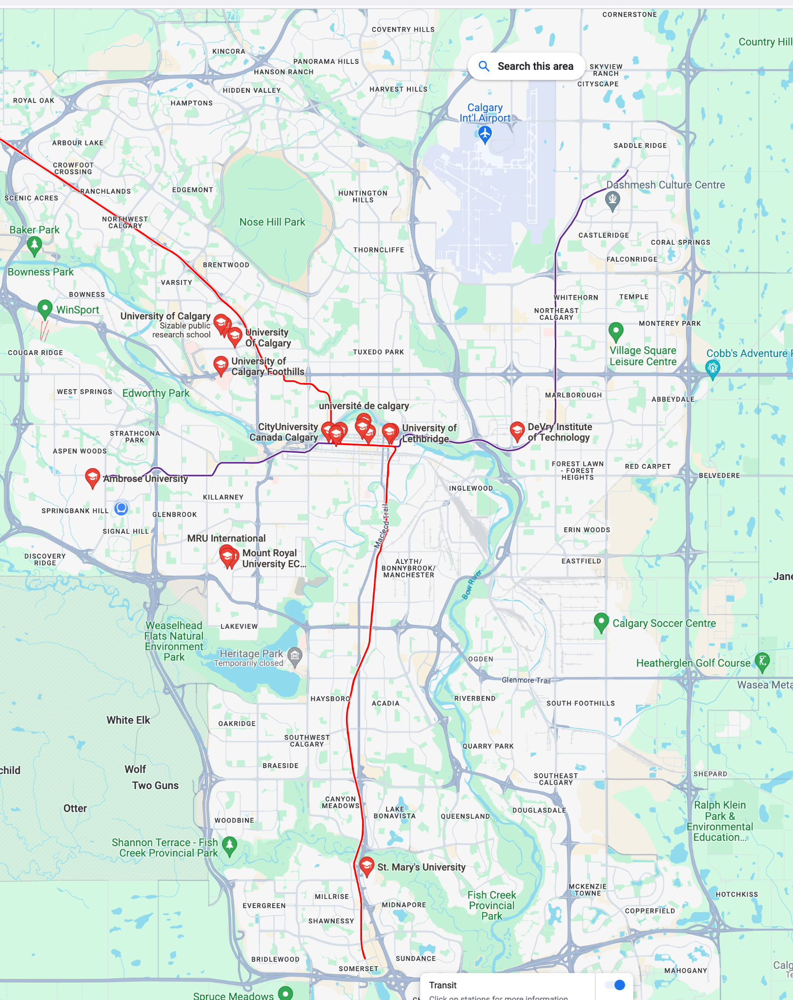 CORNERSTONE
COVENTRY HILLS
Country Hill
KINCORA
PANORAMA HILLS
Search this area
SKYVIEW
RANCH
HANSON RANCH
CITYSCAPE
HIDDEN VALLEY
HARVEST HILLS
ROYAL OAK
HAMPTONS
Calgary
Int'l Airport
ARBOUR LAKE
SADDLE RIDGE
CROWFOOT
CROSSING
RANCHLANDS
EDGEMONT
Dashmesh Culture Centre
SCENIC ACRES
HUNTINGTON
HILLS
NORTHWEST
CALGARY
Nose Hill Park
Baker Park
CASTLERIDGE
CORAL SPRINGS
THORNCLIFFE
FALCONRIDGE
BRENTWOOD
Bowness Park
VARSITY
BOWNESS
WHITEHORN
TEMPLE
WinSport
NORTHEAST
CALGARY
University of Calgary
Sizable public
research school
MONTEREY PARK
University
Of Calgary
COUGAR RIDGE
TUXEDO PARK
Village Square
Leisure Centre
Cobb's Adventure P
University of
Calgary Foothills
WEST SPRINGS
Edworthy Park
MARLBOROUGH
ABBEYDALE
université de calgary
CityUniversity
Canada Calgary
University of
Lethbridge
DeVry Institute
of Technology
STRATHCONA
PARK
ASPEN WOODS
FOREST LAWN
- FOREST
HEIGHTS
RED CARPET
BELVEDERE
Ambrose University
INGLEWOOD
KILLARNEY
SPRINGBANK HILL
GLENBROOK
Macleod Trail
SIGNAL HILL
ERIN WOODS
MRU International
Mount Royal
University EC...
DISCOVERY
RIDGE
ALYTH/
BONNYBROOK/
MANCHESTER
EASTFIELD
Jane
Bow River
Weaselhead
Flats Natural
Environment
Park
LAKEVIEW
Calgary Soccer Centre
Heritage Park
Temporarily closed
OGDEN
Heatherglen Golf Course
Glenmore Trail
Wasea Meta
HAYSBORO
ACADIA
RIVERBEND
SOUTH FOOTHILLS
White Elk
OAKRIDGE
SOUTHWEST
CALGARY
QUARRY PARK
child
Wolf
BRAESIDE
Two Guns
SOUTHEAST
CALGARY
SHEPARD
CANYON
MEADOWS
Otter
LAKE
BONAVISTA
QUEENSLAND
DOUGLASDALE
Ralph Klein
Park &
Environmental
Education...
WOODBINE
Shannon Terrace - Fish
Creek Provincial Park
St. Mary's University
MCKENZIE
TOWNE
HOTCHKISS
MILLRISE
Fish Creek
Provincial
Park
EVERGREEN
MIDNAPORE
COPPERFIELD
SHAWNESSY
BRIDLEWOOD
SUNDANCE
SOMERSET
MAHOGANY
Calg
Te
Transit
Click on stations for more information
Spruce Meadows